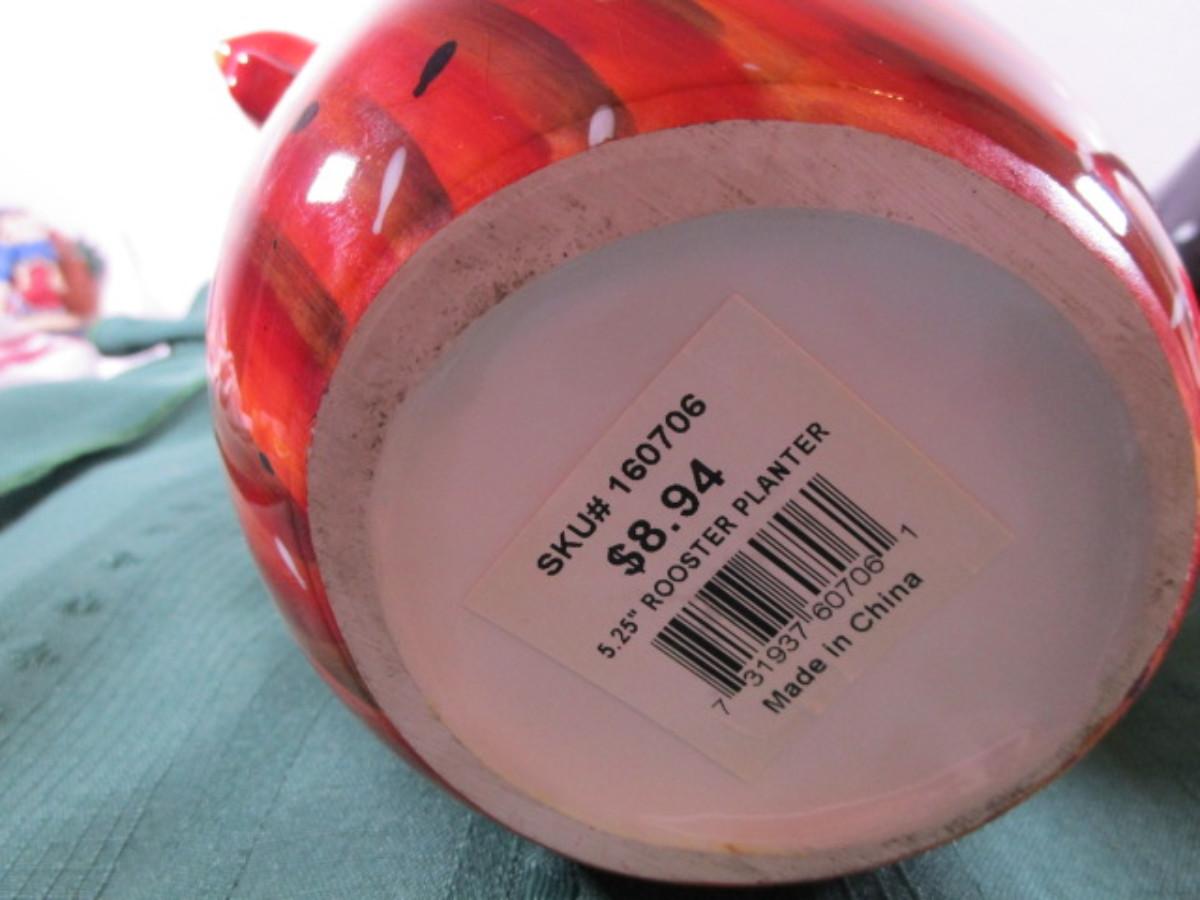 SKU# 160706
$8.94
5.25" ROOSTER PLANTER
7 31937 60706 1
Made in China